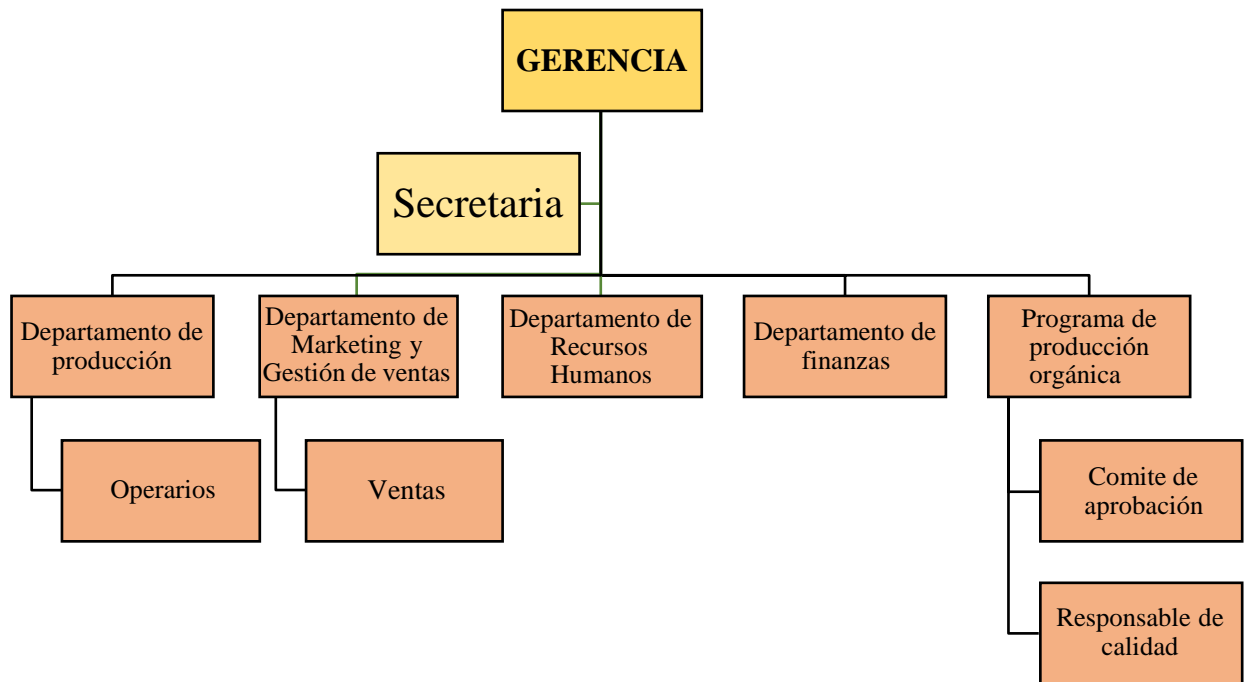 GERENCIA
Secretaria
Departamento de
producción
Departamento de
Marketing y
Gestión de ventas
Departamento de
Recursos
Humanos
Departamento de
finanzas
Programa de
producción
orgánica
Operarios
Ventas
Comite de
aprobación
Responsable de
calidad